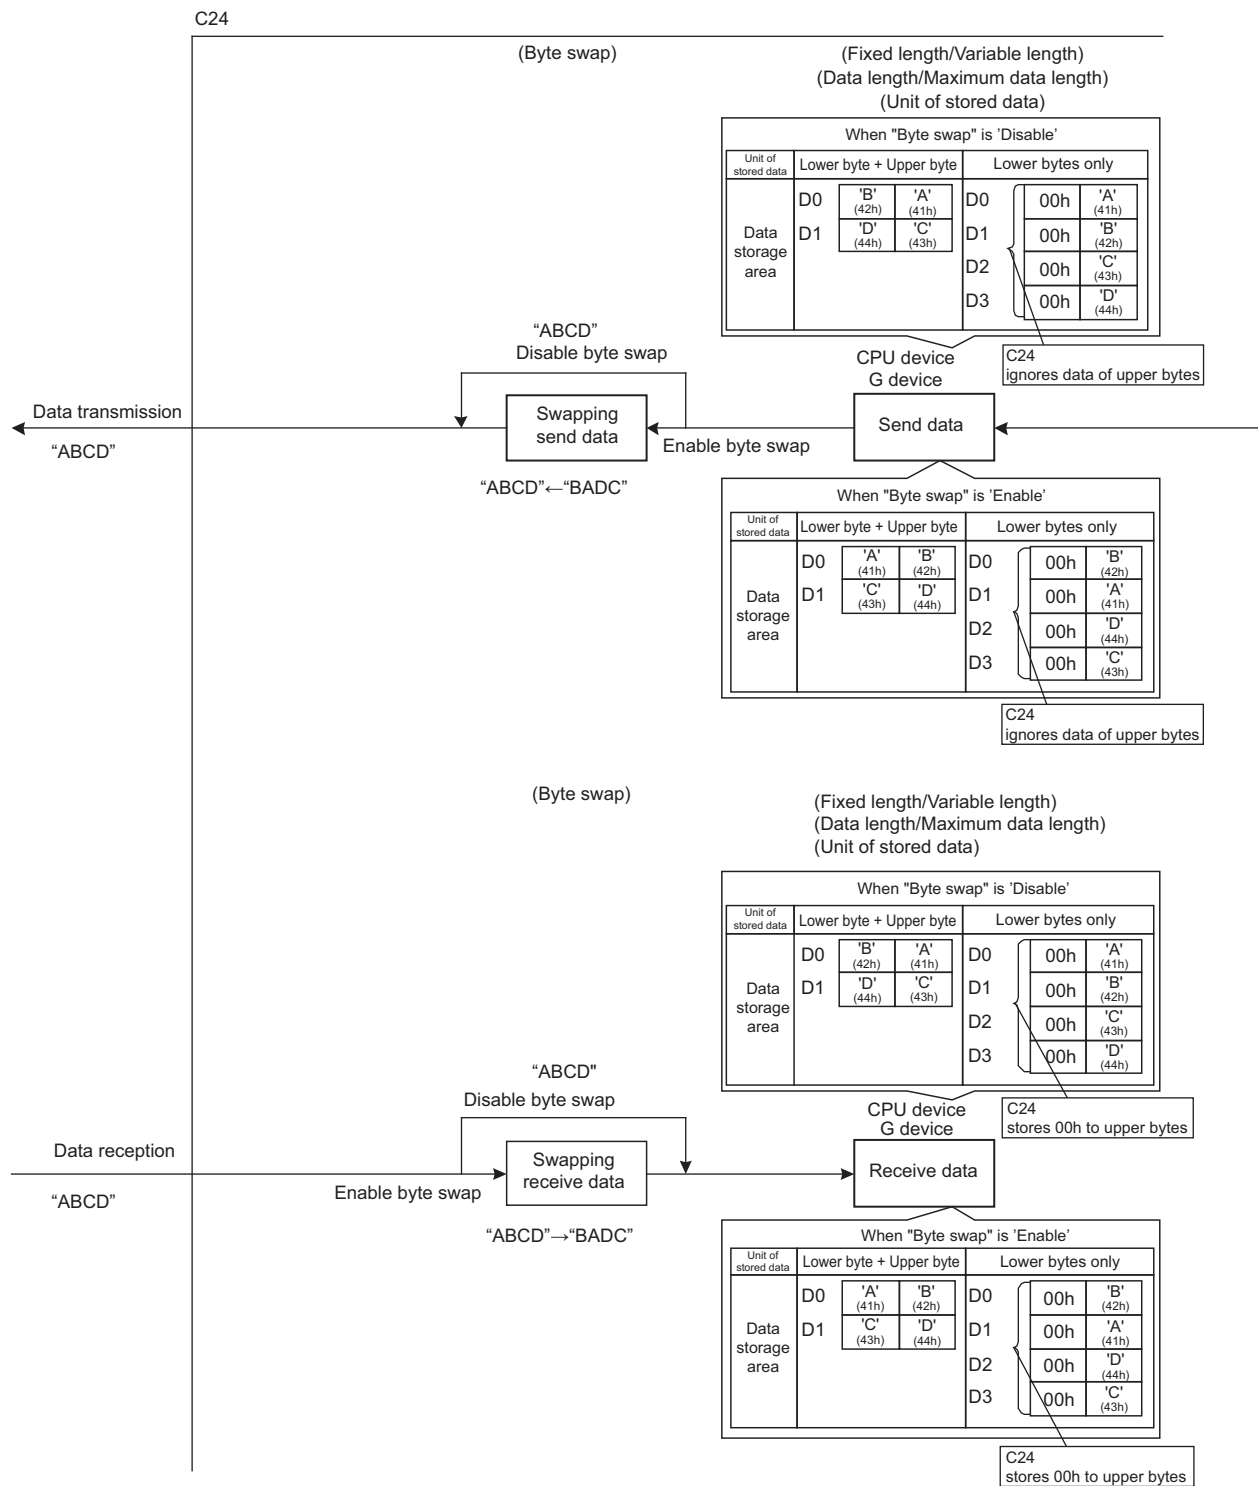 C24
(Byte swap)
(Fixed length/Variable length)
(Data length/Maximum data length)
(Unit of stored data)
When "Byte swap" is 'Disable’
Unit of
stored data
Lower byte + Upper byte
Lower bytes only
Data
storage
area
D0 'B' 'A'
(42h) (41h)
D1 'D' 'C'
(44h) (43h)
D0 00h 'A'
(41h)
D1 00h 'B'
(42h)
D2 00h 'C'
(43h)
D3 00h 'D'
(44h)
C24
ignores data of upper bytes
“ABCD”
Disable byte swap
CPU device
G device
Data transmission
“ABCD”
Swapping
send data
Enable byte swap
Send data
“ABCD”←“BADC”
When "Byte swap" is 'Enable’
Unit of
stored data
Lower byte + Upper byte
Lower bytes only
Data
storage
area
D0 'A' 'B'
(41h) (42h)
D1 'C' 'D'
(43h) (44h)
D0 00h 'B'
(42h)
D1 00h 'A'
(41h)
D2 00h 'D'
(44h)
D3 00h 'C'
(43h)
C24
ignores data of upper bytes
(Byte swap)
(Fixed length/Variable length)
(Data length/Maximum data length)
(Unit of stored data)
When "Byte swap" is 'Disable’
Unit of
stored data
Lower byte + Upper byte
Lower bytes only
Data
storage
area
D0 'B' 'A'
(42h) (41h)
D1 'D' 'C'
(44h) (43h)
D0 00h 'A'
(41h)
D1 00h 'B'
(42h)
D2 00h 'C'
(43h)
D3 00h 'D'
(44h)
C24
stores 00h to upper bytes
“ABCD"
Disable byte swap
CPU device
G device
Data reception
“ABCD”
Enable byte swap
Swapping
receive data
Receive data
“ABCD”→“BADC”
When "Byte swap" is 'Enable’
Unit of
stored data
Lower byte + Upper byte
Lower bytes only
Data
storage
area
D0 'A' 'B'
(41h) (42h)
D1 'C' 'D'
(43h) (44h)
D0 00h 'B'
(42h)
D1 00h 'A'
(41h)
D2 00h 'D'
(44h)
D3 00h 'C'
(43h)
C24
stores 00h to upper bytes